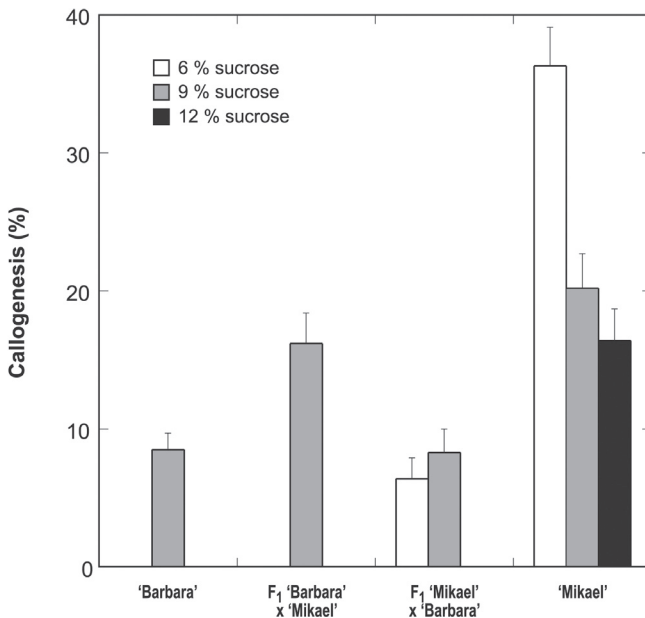 40
6 % sucrose
9 % sucrose
12 % sucrose
30
Callogenesis (%)
20
10
0
‘Barbara’
F₁ ‘Barbara’
x ‘Mikael’
F₁ ‘Mikael’
x ‘Barbara’
‘Mikael’